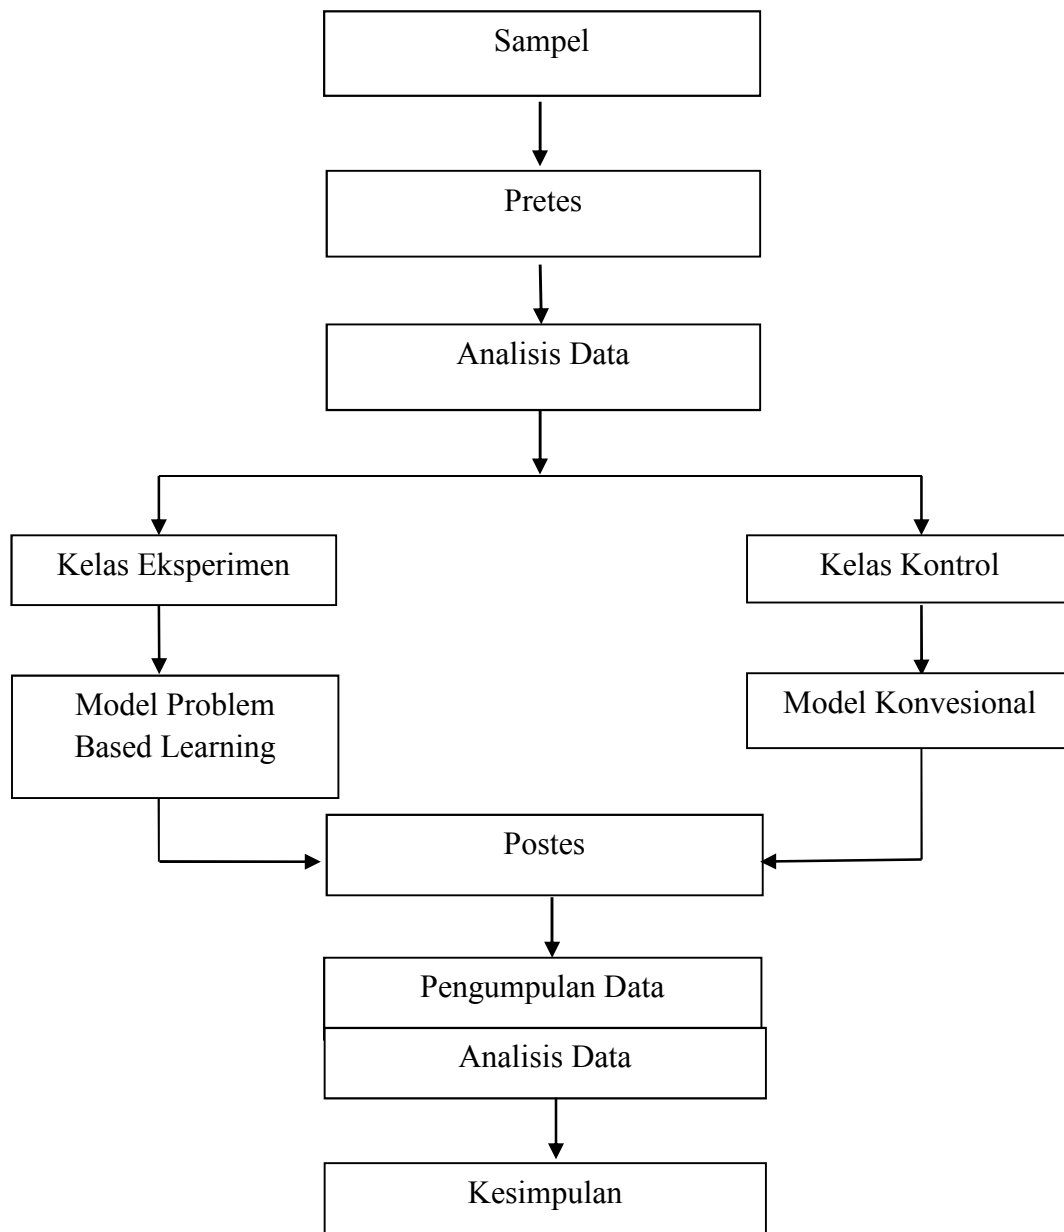 Sampel
Pretes
Analisis Data
Kelas Eksperimen
Kelas Kontrol
Model Problem
Based Learning
Model Konvesional
Postes
Pengumpulan Data
Analisis Data
Kesimpulan